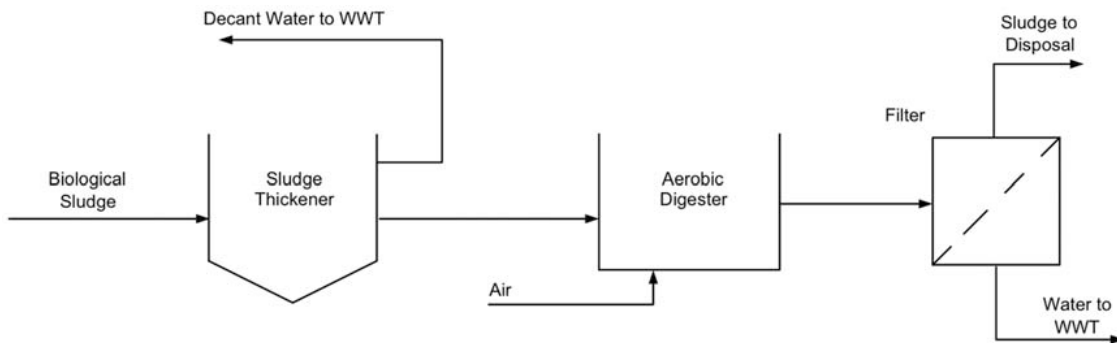 Decant Water to WWT
Sludge to
Disposal
Filter
Biological
Sludge
Sludge
Thickener
Aerobic
Digester
Air
Water to
WWT